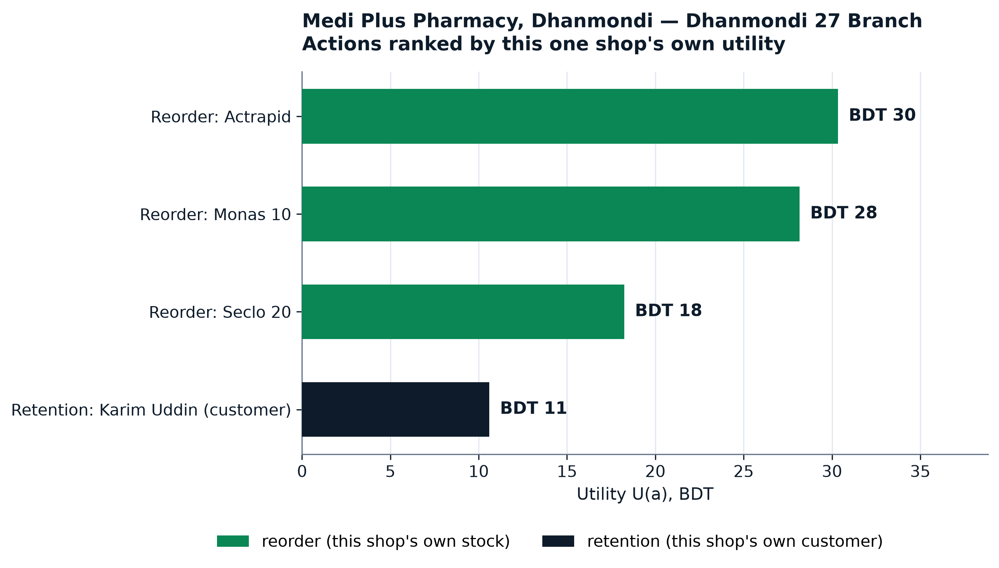 Medi Plus Pharmacy, Dhanmondi — Dhanmondi 27 Branch
Actions ranked by this one shop's own utility
Reorder: Actrapid
BDT 30
Reorder: Monas 10
BDT 28
Reorder: Seclo 20
BDT 18
Retention: Karim Uddin (customer)
BDT 11
0 5 10 15 20 25 30 35
Utility U(a), BDT
reorder (this shop's own stock)
retention (this shop's own customer)